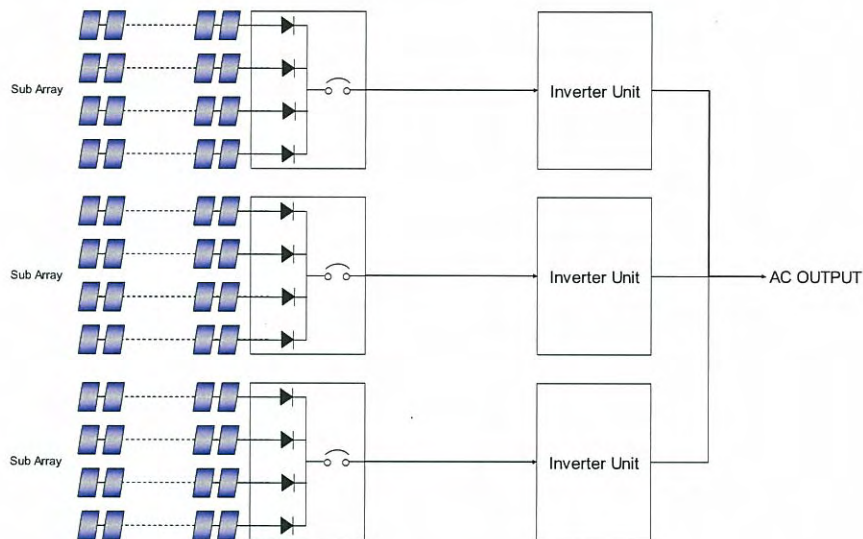 Sub Array
Inverter Unit
Sub Array
Inverter Unit
AC OUTPUT
Sub Array
Inverter Unit